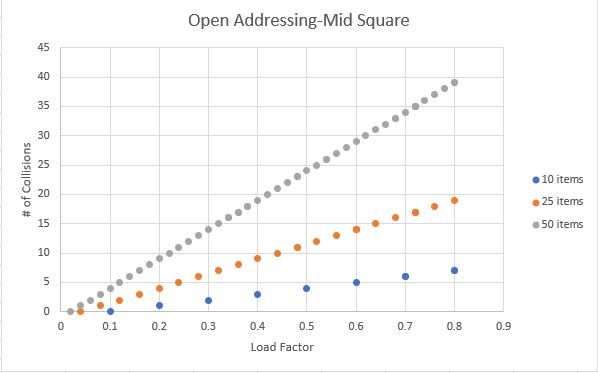 Open Addressing-Mid Square
45
40
35
30
25
20
15
10
5
0
# of Collisions
0 0.1 0.2 0.3 0.4 0.5 0.6 0.7 0.8 0.9
Load Factor
10 items
25 items
50 items